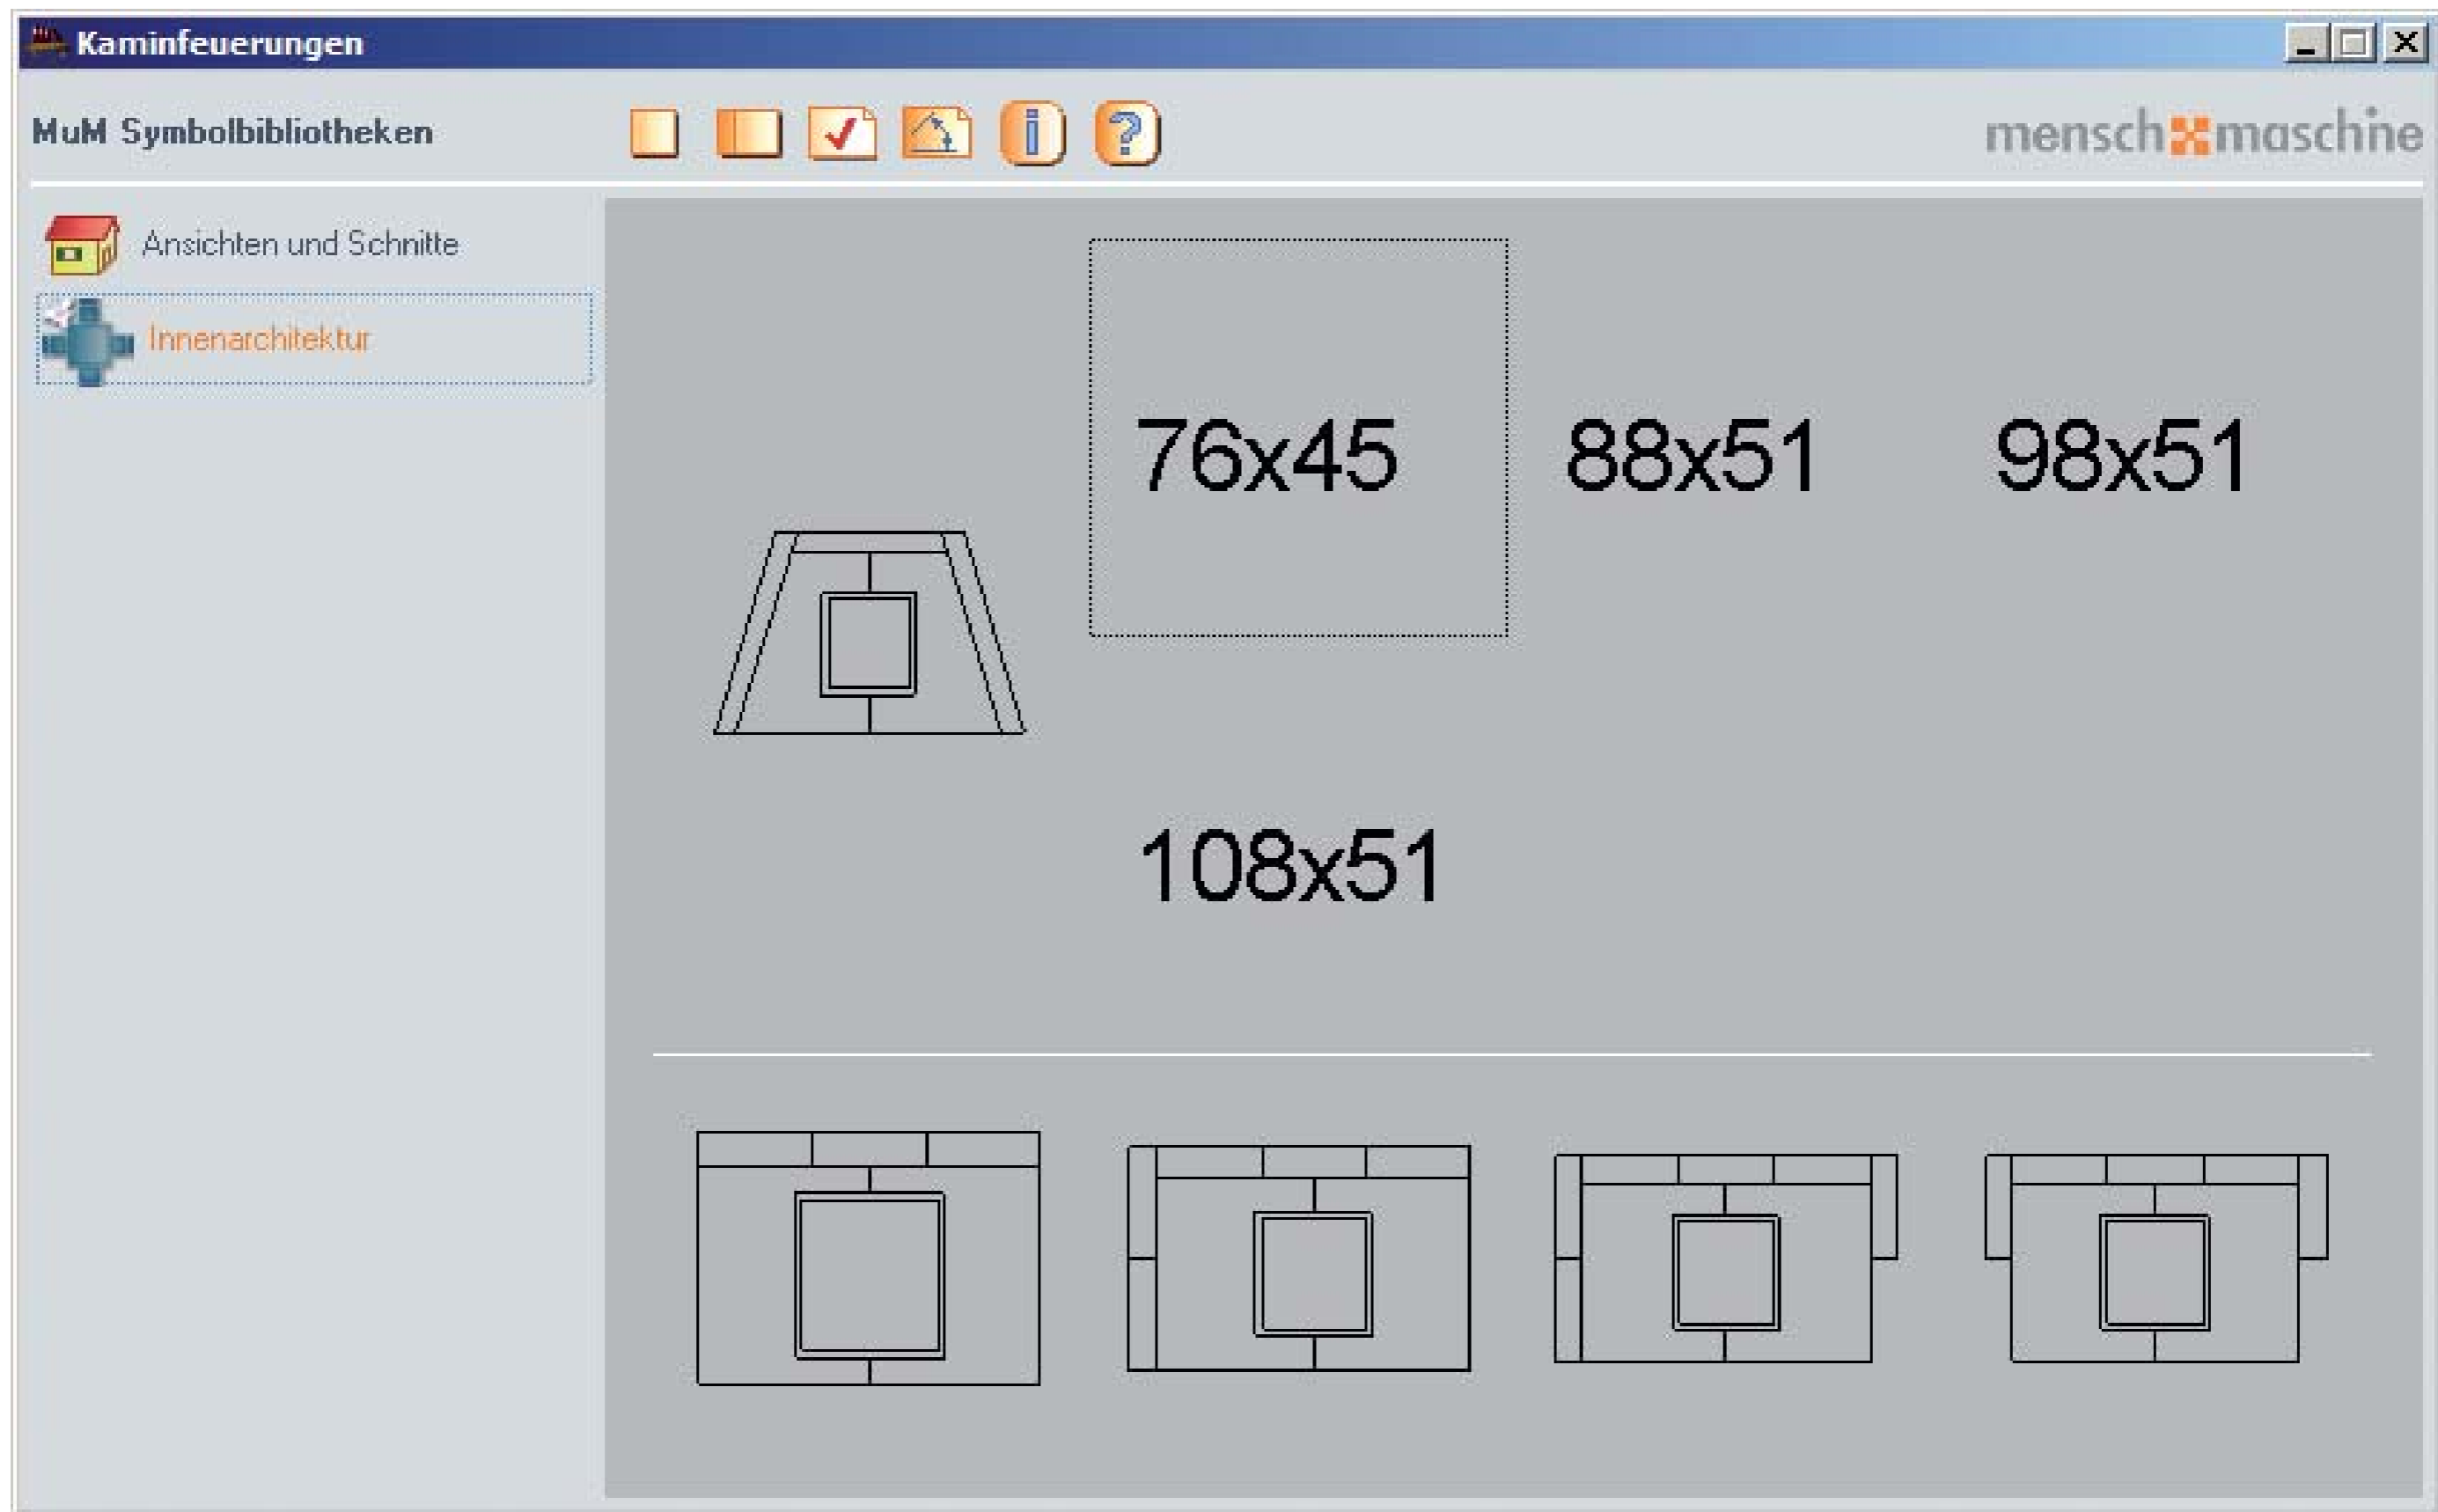 Kaminfeuerungen
MuM Symbolbibliotheken
i ?
mensch maschine
Ansichten und Schnitte
Innenarchitektur
76x45 88x51 98x51
108x51